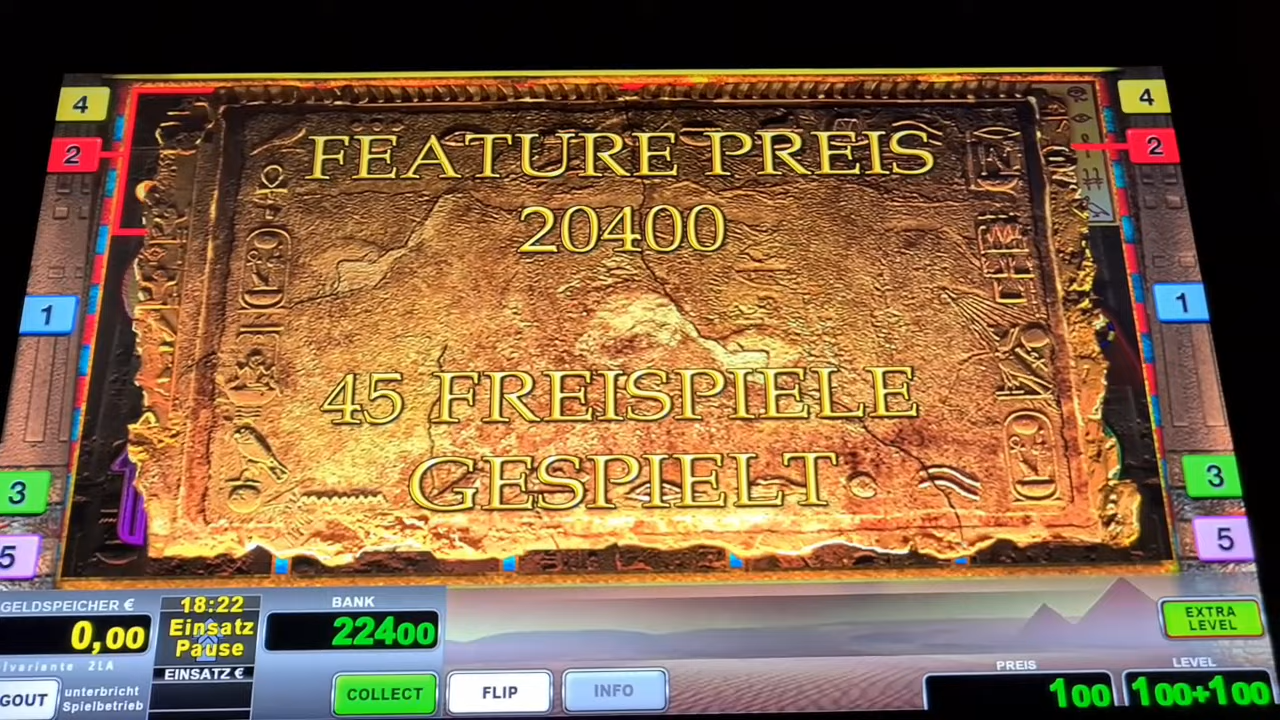 4
4
2
2
FEATURE PREIS
20400
1
1
45 FREISPIELE
GESPIELT
3
3
5
5
GELDSPEICHER €
18:22
BANK
0,00
Einsatz
22400
EXTRA
LEVEL
Pause
lvariante 2LA
EINSATZ €
PREIS
LEVEL
GOUT
unterbricht
Spielbetrieb
COLLECT
FLIP
INFO
100
100+100